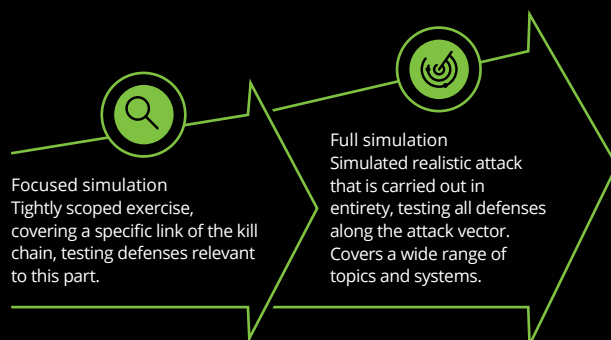 Focused simulation
Tightly scoped exercise,
covering a specific link of the kill
chain, testing defenses relevant
to this part.
Full simulation
Simulated realistic attack
that is carried out in
entirety, testing all defenses
along the attack vector.
Covers a wide range of
topics and systems.